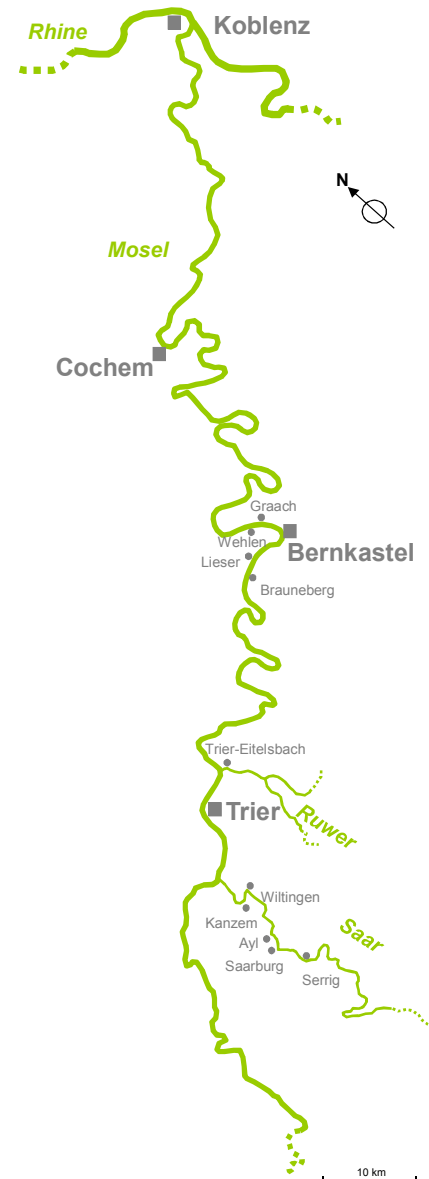 Koblenz
Rhine
N
Mosel
Cochem
Graach
Wehlen
Bernkastel
Lieser
Brauneberg
Trier-Eitelsbach
Trier
Ruwer
Wiltingen
Kanzem
Saar
Ayl
Saarburg
Serrig
10 km